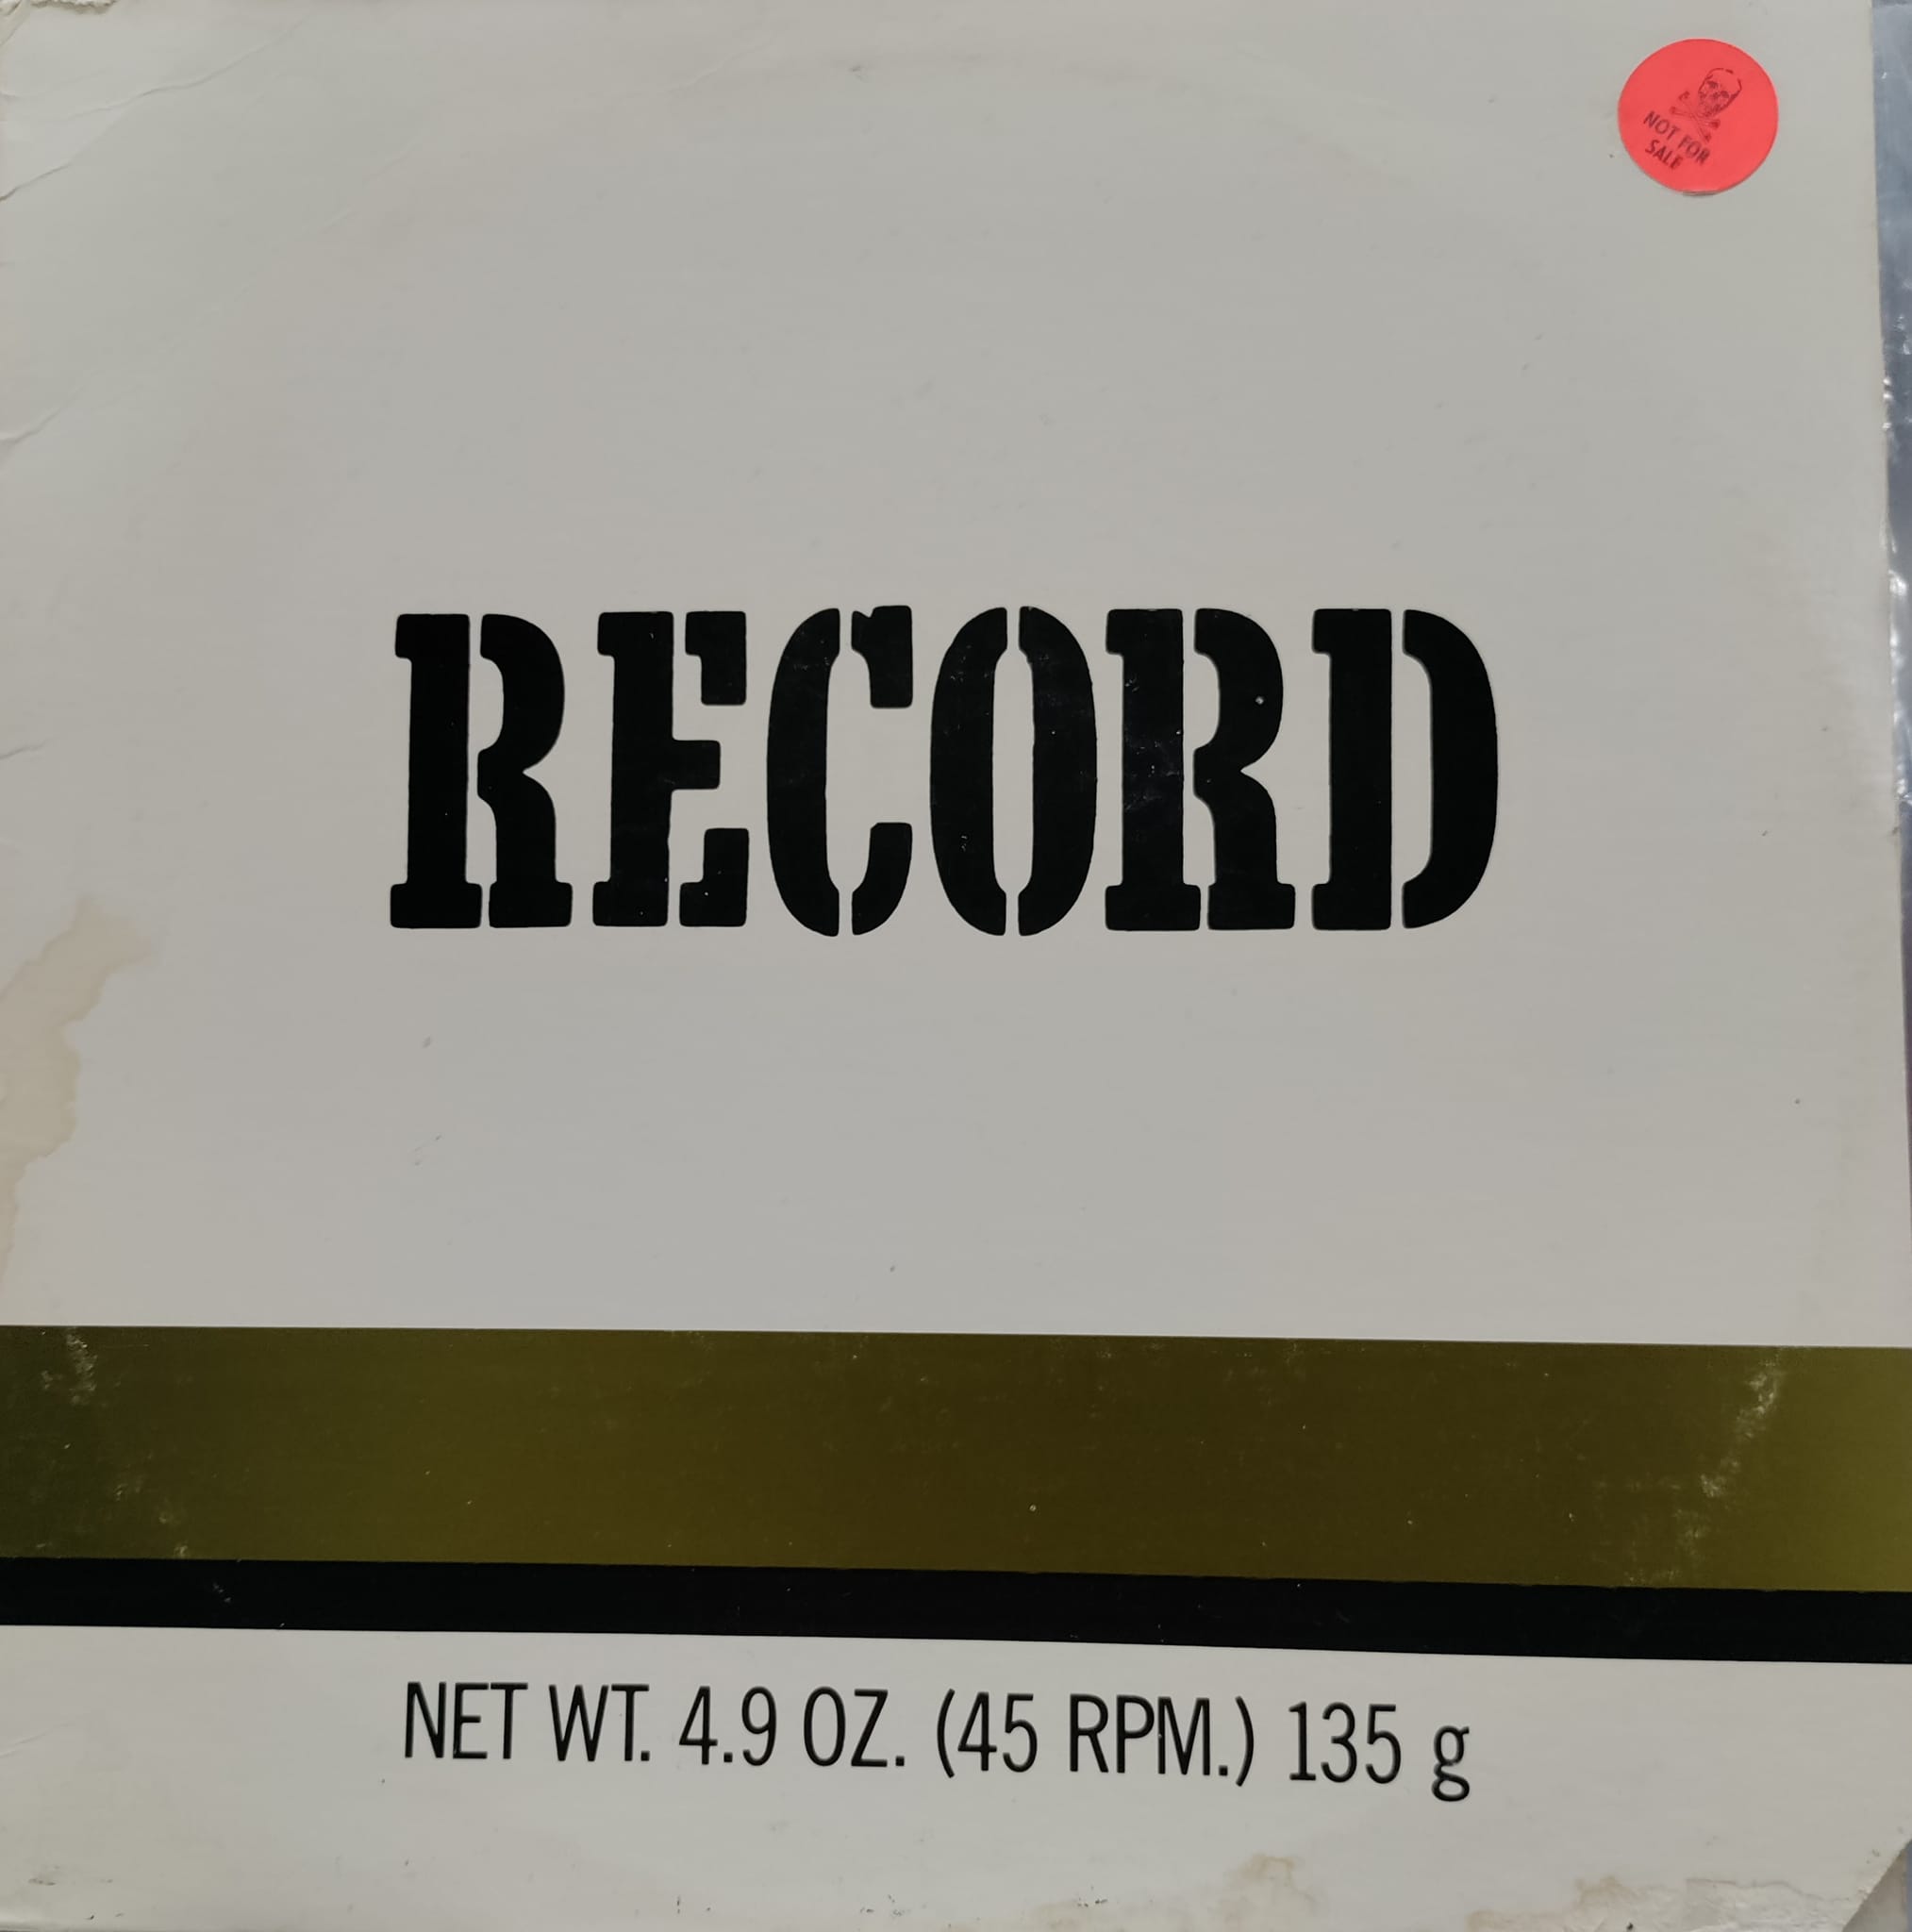 NOT FOR
SALE
RECORD
NET WT. 4.9 OZ. (45 RPM.) 135 g